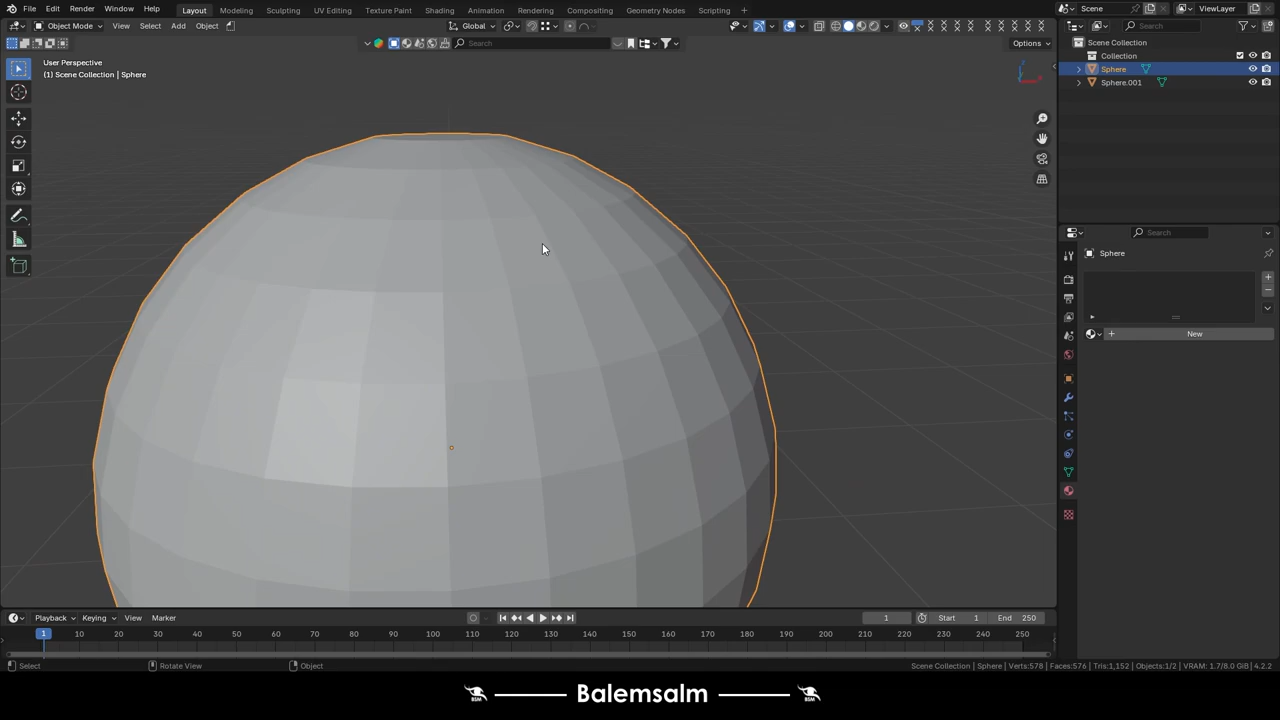 File Edit Render Window Help
Layout Modeling Sculpting UV Editing Texture Paint Shading Animation Rendering Compositing Geometry Nodes Scripting +
Scene
ViewLayer
Object Mode View Select Add Object
Global
Search
Search
Options
User Perspective
(1) Scene Collection | Sphere
Scene Collection
Collection
Sphere
Sphere.001
Search
Sphere
New
Playback Keying View Marker
1 Start 1 End 250
1 10 20 30 40 50 60 70 80 90 100 110 120 130 140 150 160 170 180 190 200 210 220 230 240 250
Select Rotate View Object
Scene Collection | Sphere | Verts:578 | Faces:576 | Tris:1,152 | Objects:1/2 | VRAM: 1.7/8.0 GiB | 4.2.2
Balemsalm